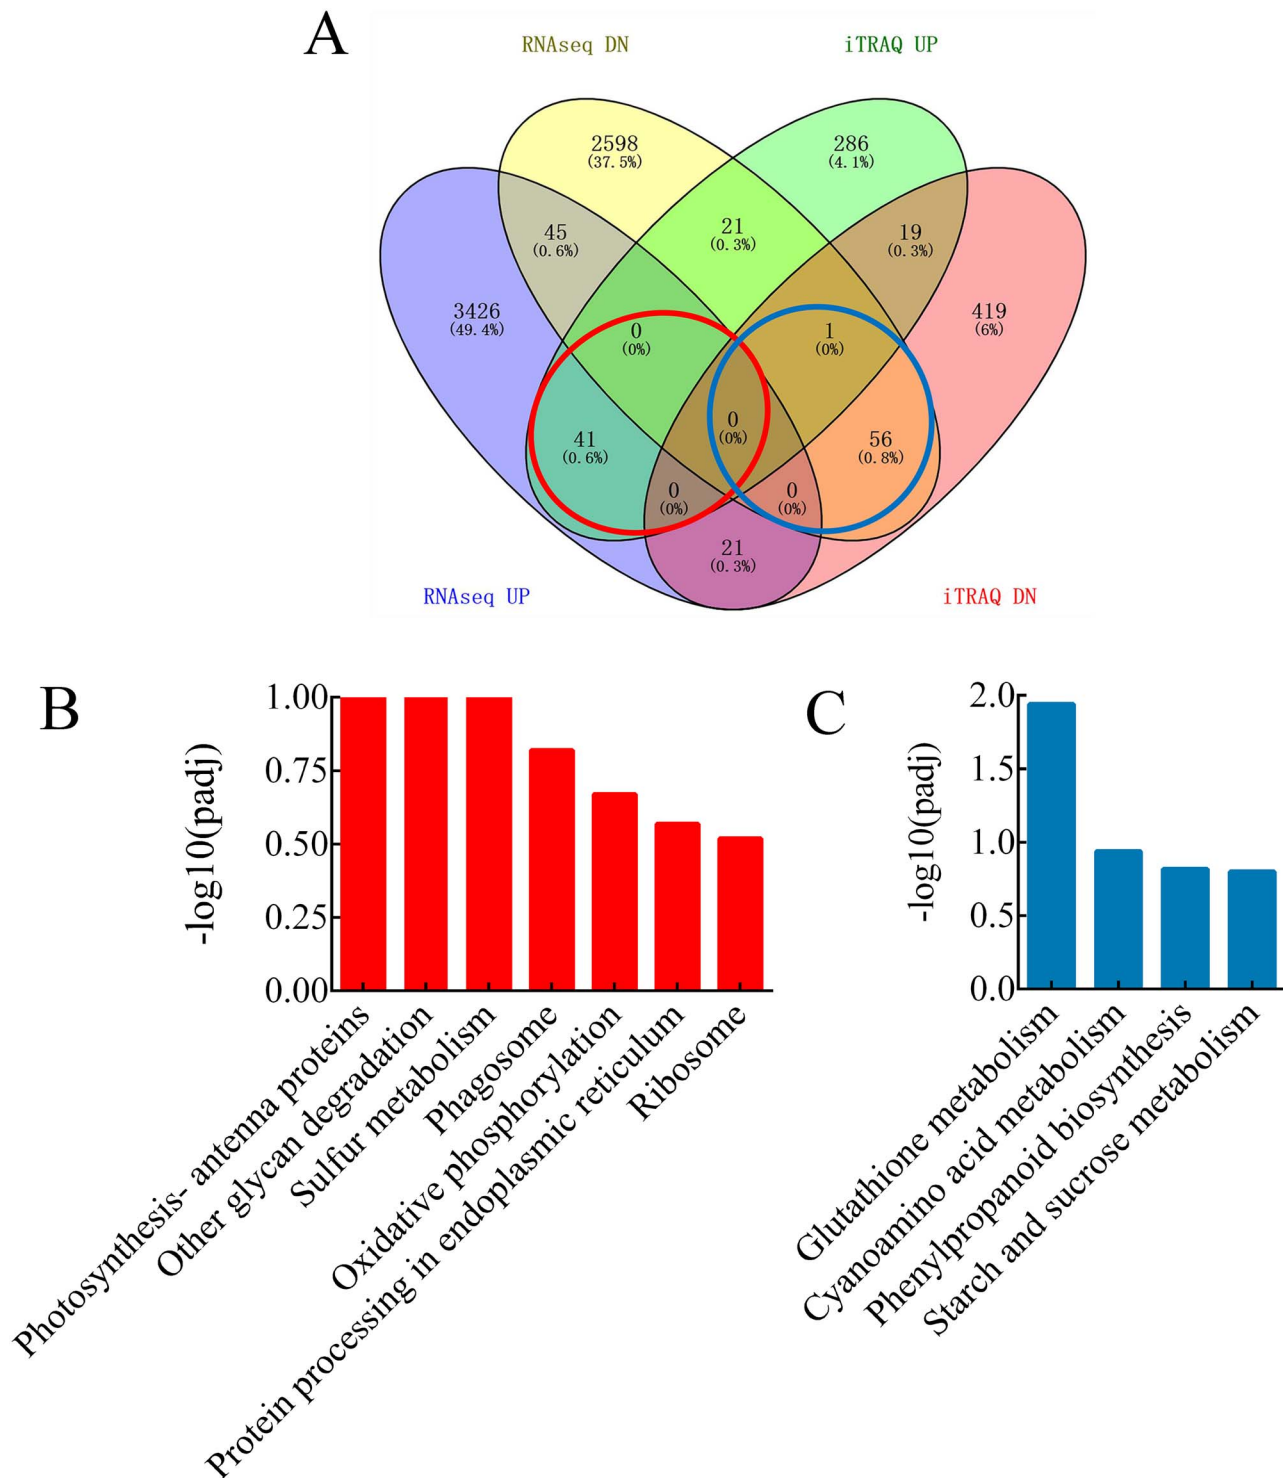 A
RNAseq DN
iTRAQ UP
2598
(37.5%)
286
(4.1%)
45
(0.6%)
21
(0.3%)
19
(0.3%)
3426
(49.4%)
0
(0%)
1
(0%)
419
(6%)
41
(0.6%)
0
(0%)
56
(0.8%)
0
(0%)
0
(0%)
21
(0.3%)
RNAseq UP
iTRAQ DN
B
-log10(padj)
1.00
0.75
0.50
0.25
0.00
Photosynthesis- antenna proteins
Other glycan degradation
Sulfur metabolism
Phagosome
Oxidative phosphorylation
Protein processing in endoplasmic reticulum
Ribosome
C
-log10(padj)
2.0
1.5
1.0
0.5
0.0
Glutathione metabolism
Cyanoamino acid metabolism
Phenylpropanoid biosynthesis
Starch and sucrose metabolism